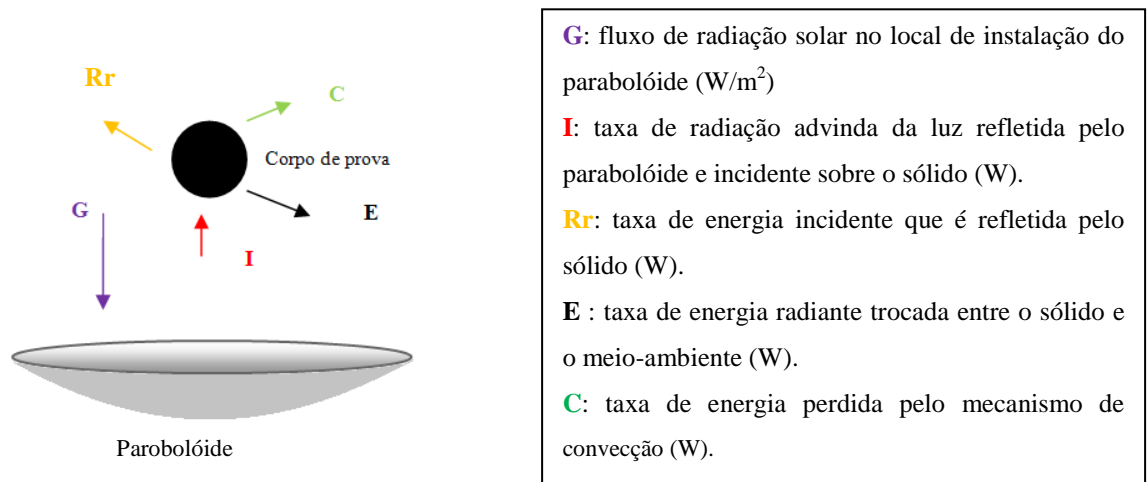 Rr
C
Corpo de prova
G
E
I
Parobolóide
G: fluxo de radiação solar no local de instalação do
parabolóide (W/m²)
I: taxa de radiação advinda da luz refletida pelo
parabolóide e incidente sobre o sólido (W).
Rr: taxa de energia incidente que é refletida pelo
sólido (W).
E : taxa de energia radiante trocada entre o sólido e
o meio-ambiente (W).
C: taxa de energia perdida pelo mecanismo de
convecção (W).